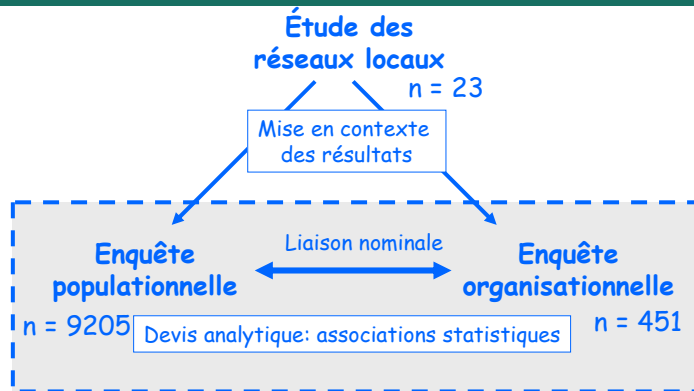 Étude des
réseaux locaux
n = 23
Mise en contexte
des résultats
Liaison nominale
Enquête
populationnelle
n = 9205
Enquête
organisationnelle
n = 451
Devis analytique: associations statistiques